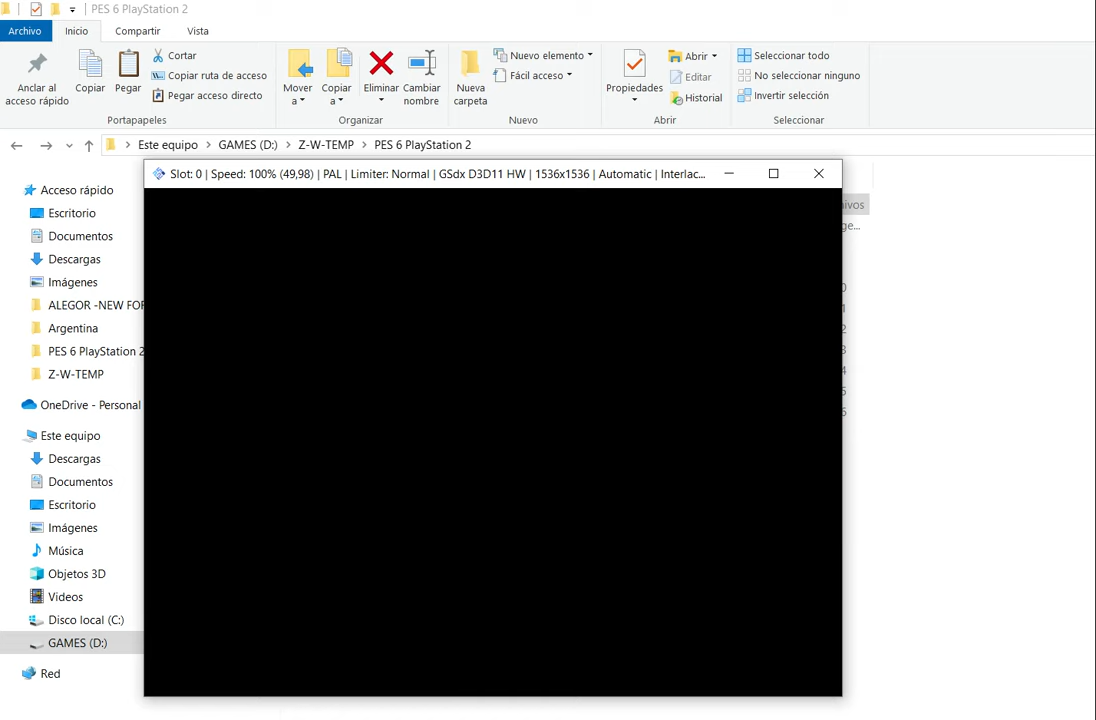 PES 6 PlayStation 2
Archivo Inicio Compartir Vista
Anclar al acceso rápido
Copiar
Pegar
Cortar
Copiar ruta de acceso
Pegar acceso directo
Portapapeles
Mover a
Copiar a
Eliminar
Cambiar nombre
Organizar
Nueva carpeta
Nuevo elemento
Fácil acceso
Nuevo
Propiedades
Abrir
Editar
Historial
Abrir
Seleccionar todo
No seleccionar ninguno
Invertir selección
Seleccionar
Este equipo > GAMES (D:) > Z-W-TEMP > PES 6 PlayStation 2
Slot: 0 | Speed: 100% (49,98) | PAL | Limiter: Normal | GSdx D3D11 HW | 1536x1536 | Automatic | Interlac...
Acceso rápido
Escritorio
Documentos
Descargas
Imágenes
ALEGOR -NEW FOR
Argentina
PES 6 PlayStation 2
Z-W-TEMP
OneDrive - Personal
Este equipo
Descargas
Documentos
Escritorio
Imágenes
Música
Objetos 3D
Videos
Disco local (C:)
GAMES (D:)
Red